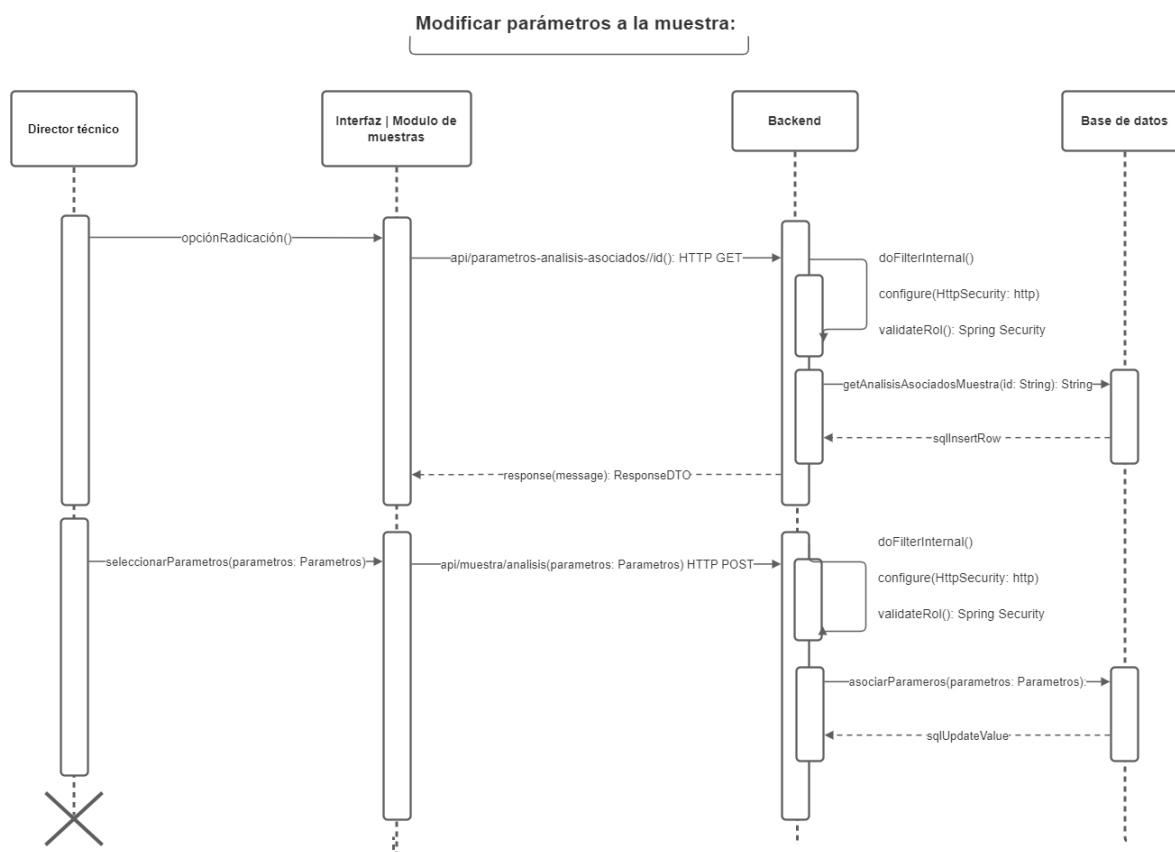 Modificar parámetros a la muestra:
Director técnico
Interfaz | Modulo de
muestras
Backend
Base de datos
opciónRadicación()
api/parametros-analisis-asociados//id(): HTTP GET
doFilterInternal()
configure(HttpSecurity: http)
validateRol(): Spring Security
getAnalisisAsociadosMuestra(id: String): String
sqlInsertRow
response(message): ResponseDTO
doFilterInternal()
seleccionarParametros(parametros: Parametros)
api/muestra/analisis(parametros: Parametros) HTTP POST
configure(HttpSecurity: http)
validateRol(): Spring Security
asociarParameros(parametros: Parametros):
sqlUpdateValue